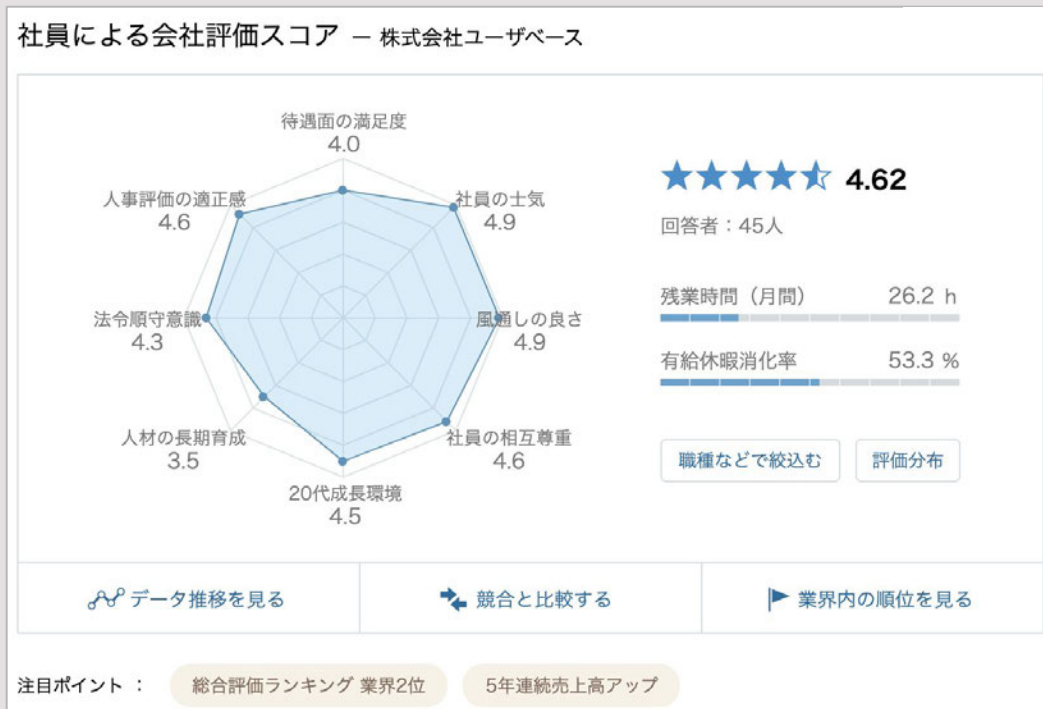 社員による会社評価スコア － 株式会社ユーザベース
待遇面の満足度
4.0
社員の士気
4.9
風通しの良さ
4.9
社員の相互尊重
4.6
20代成長環境
4.5
人材の長期育成
3.5
法令順守意識
4.3
人事評価の適正感
4.6
4.62
回答者：45人
残業時間（月間） 26.2 h
有給休暇消化率 53.3 %
職種などで絞込む 評価分布
データ推移を見る 競合と比較する 業界内の順位を見る
注目ポイント ： 総合評価ランキング 業界2位 5年連続売上高アップ